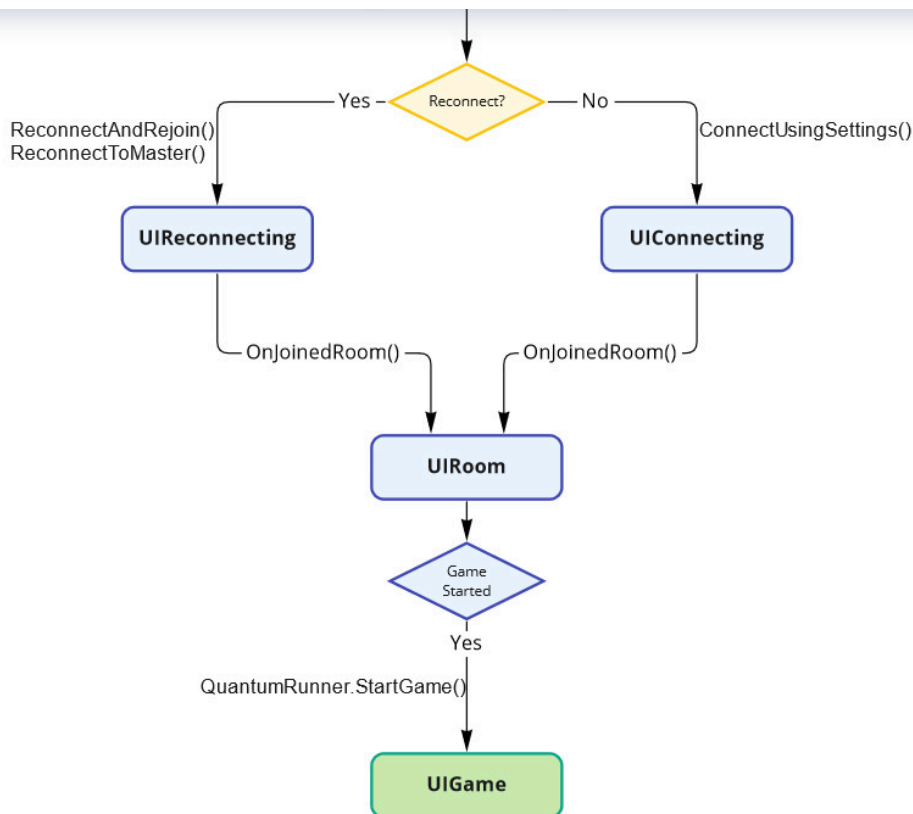 Reconnect?
Yes
No
ReconnectAndRejoin()
ReconnectToMaster()
ConnectUsingSettings()
UIReconnecting
UIConnecting
OnJoinedRoom()
OnJoinedRoom()
UIRoom
Game
Started
Yes
QuantumRunner.StartGame()
UIGame